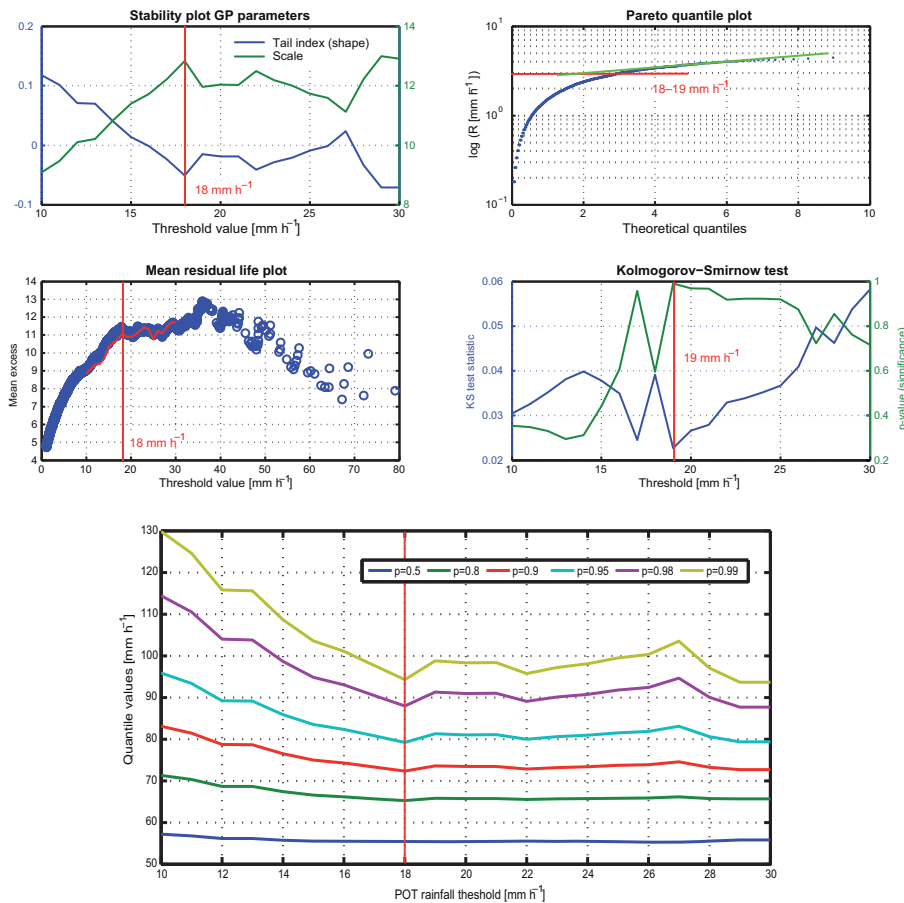 Stability plot GP parameters
0.2
0.1
0
-0.1
14
12
10
8
Tail index (shape)
Scale
18 mm h⁻¹
10 15 20 25 30
Threshold value [mm h⁻¹]
Pareto quantile plot
log (R [mm h⁻¹])
10¹
10⁰
10⁻¹
18–19 mm h⁻¹
0 2 4 6 8 10
Theoretical quantiles
Mean residual life plot
Mean excess
14
13
12
11
10
9
8
7
6
5
4
18 mm h⁻¹
0 10 20 30 40 50 60 70 80
Threshold value [mm h⁻¹]
Kolmogorov−Smirnow test
KS test statistic
0.06
0.05
0.04
0.03
0.02
1
0.8
0.6
0.4
0.2
p-value (significance)
19 mm h⁻¹
10 15 20 25 30
Threshold [mm h⁻¹]
Quantile values [mm h⁻¹]
130
120
110
100
90
80
70
60
50
p=0.5 p=0.8 p=0.9 p=0.95 p=0.98 p=0.99
10 12 14 16 18 20 22 24 26 28 30
POT rainfall theshold [mm h⁻¹]